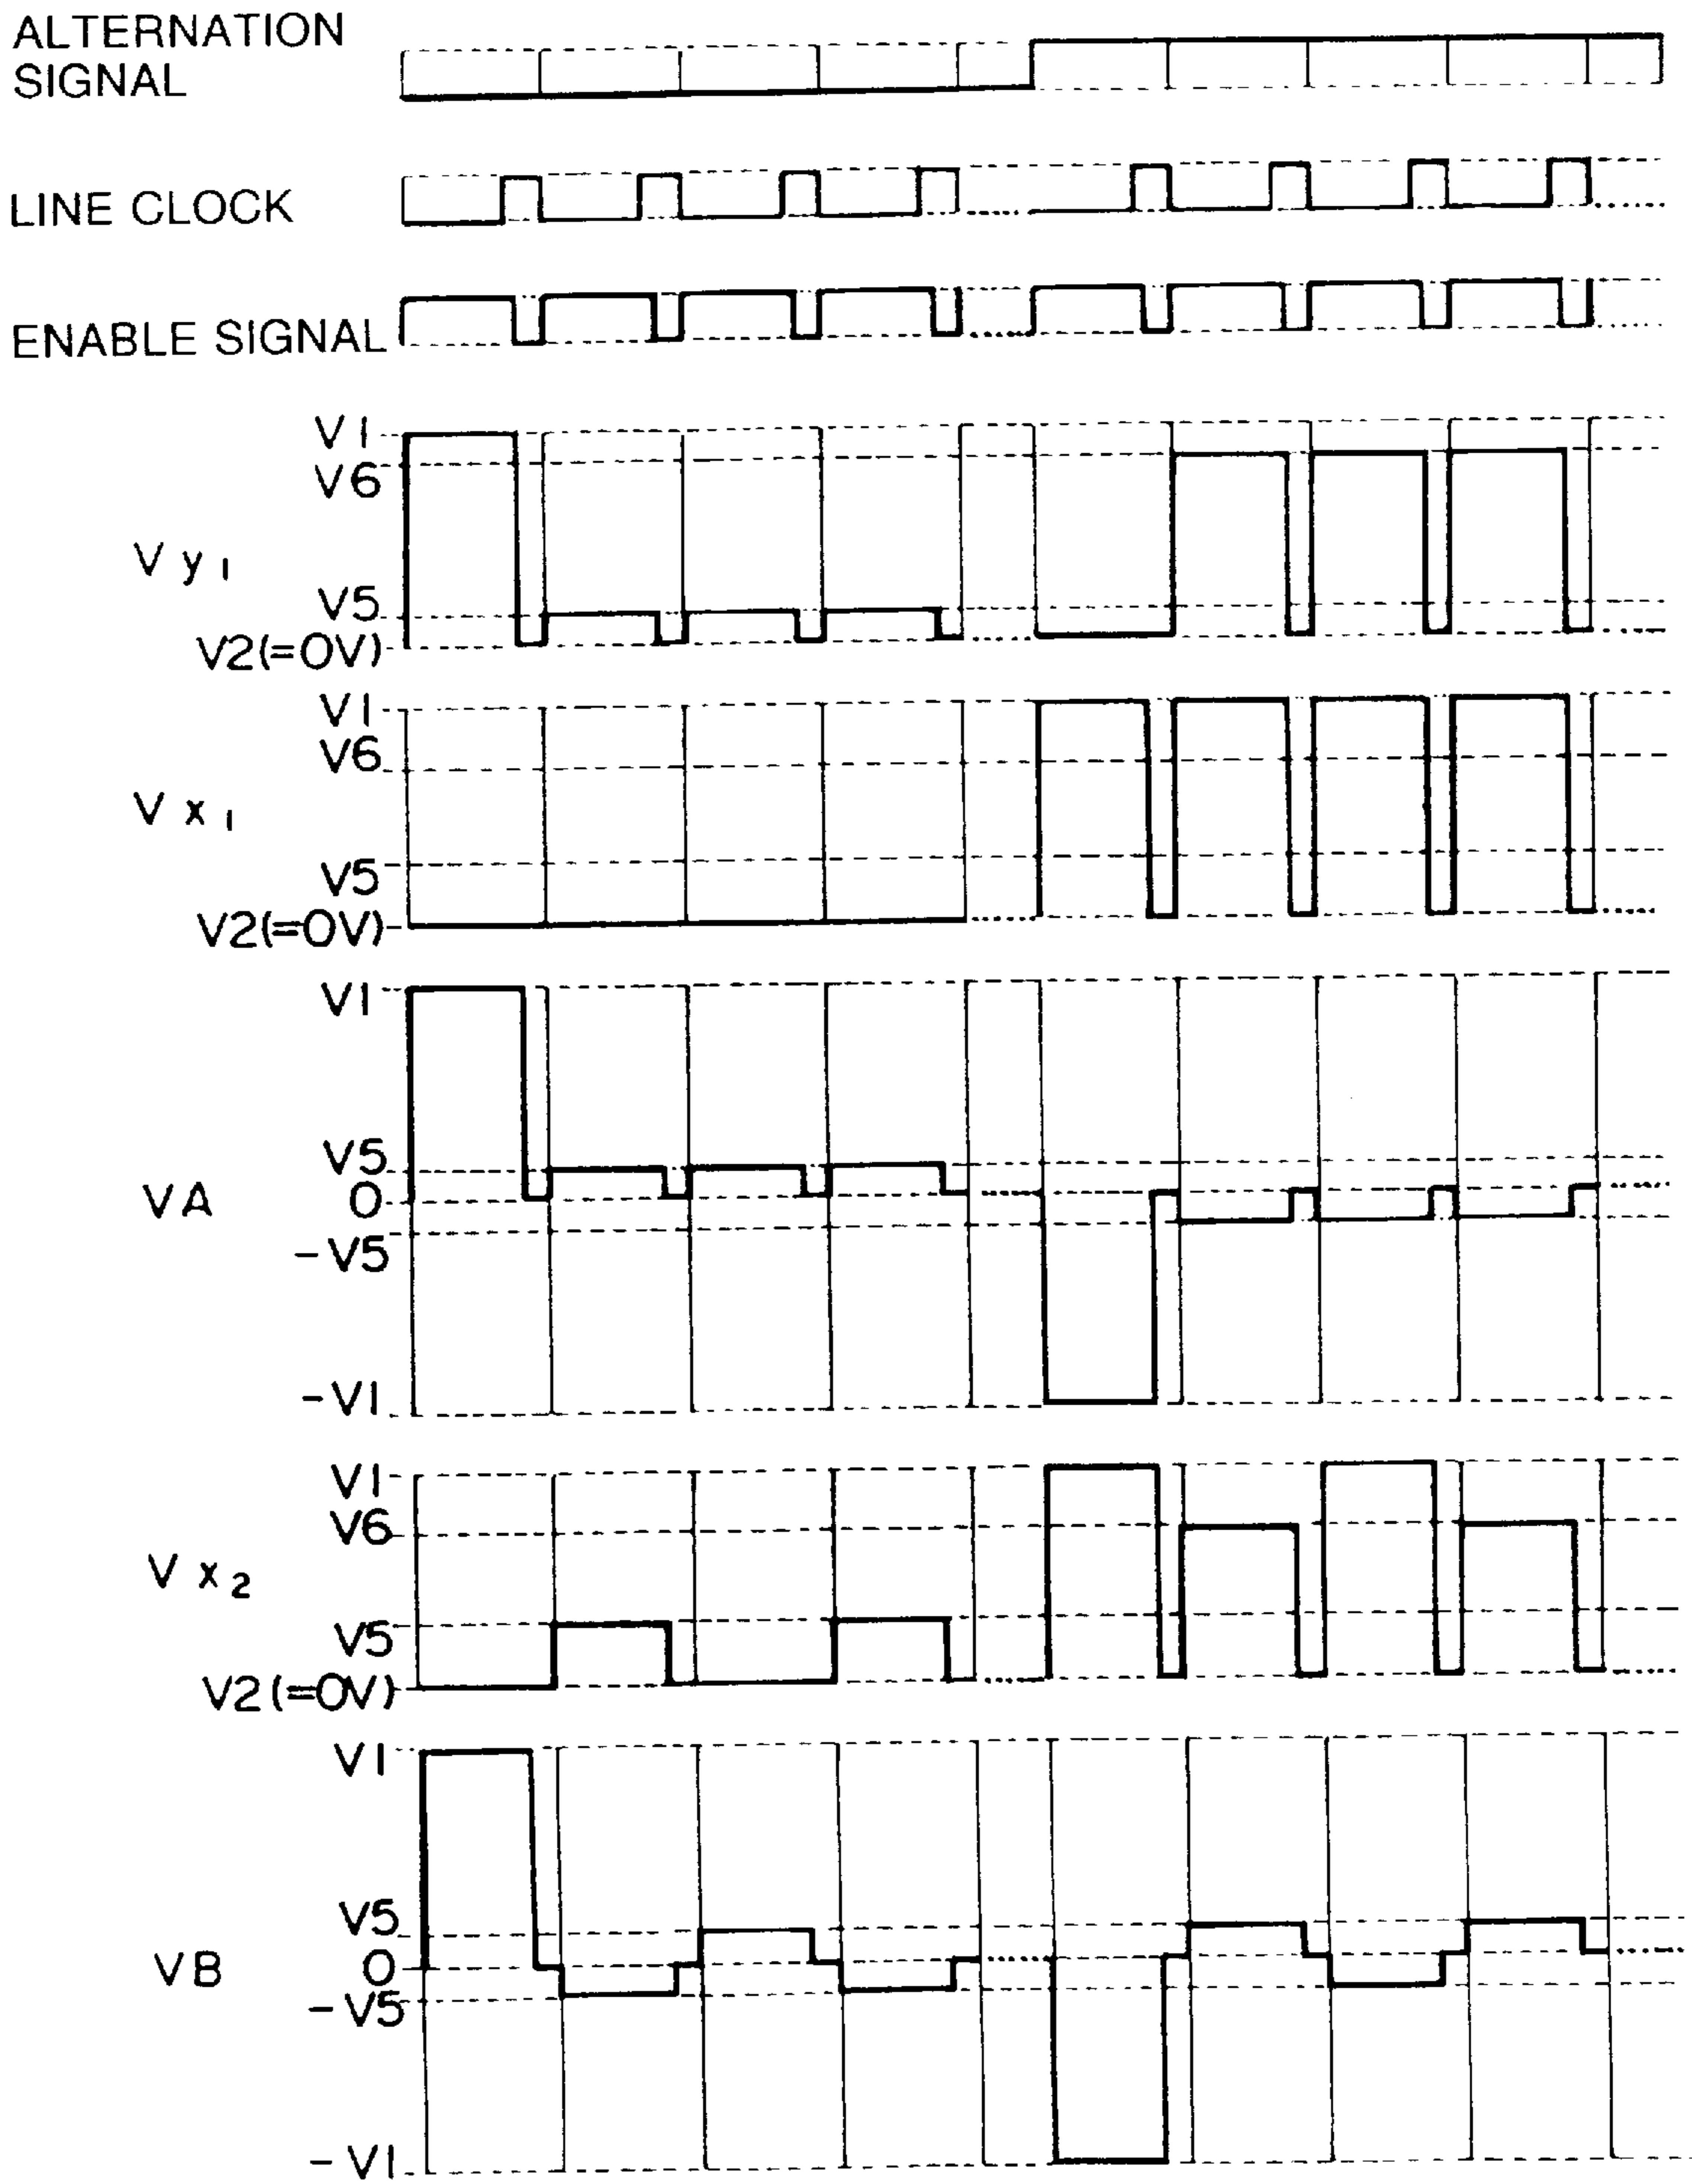 ALTERNATION
SIGNAL
LINE CLOCK
ENABLE SIGNAL
V1
V6
Vy1
V5
V2(=0V)
V1
V6
Vx1
V5
V2(=0V)
V1
V5
VA
0
-V5
-V1
V1
V6
Vx2
V5
V2(=0V)
V1
V5
VB
0
-V5
-V1